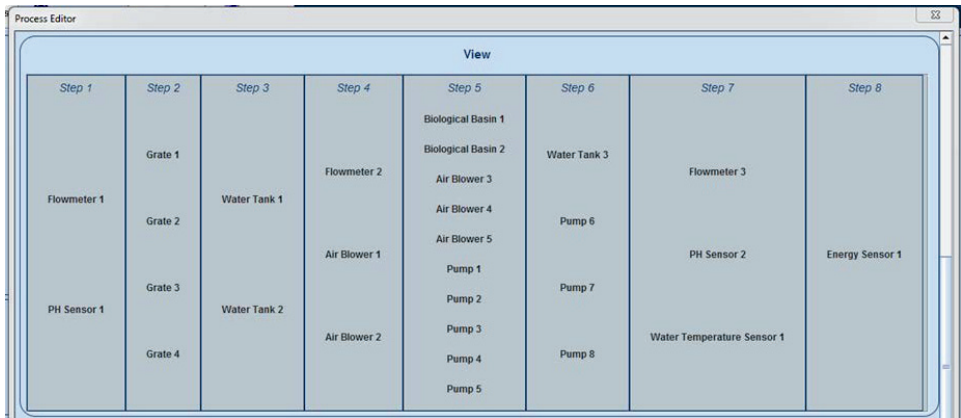 Process Editor
View
Step 1
Flowmeter 1
PH Sensor 1
Step 2
Grate 1
Grate 2
Grate 3
Grate 4
Step 3
Water Tank 1
Water Tank 2
Step 4
Flowmeter 2
Air Blower 1
Air Blower 2
Step 5
Biological Basin 1
Biological Basin 2
Air Blower 3
Air Blower 4
Air Blower 5
Pump 1
Pump 2
Pump 3
Pump 4
Pump 5
Step 6
Water Tank 3
Pump 6
Pump 7
Pump 8
Step 7
Flowmeter 3
PH Sensor 2
Water Temperature Sensor 1
Step 8
Energy Sensor 1